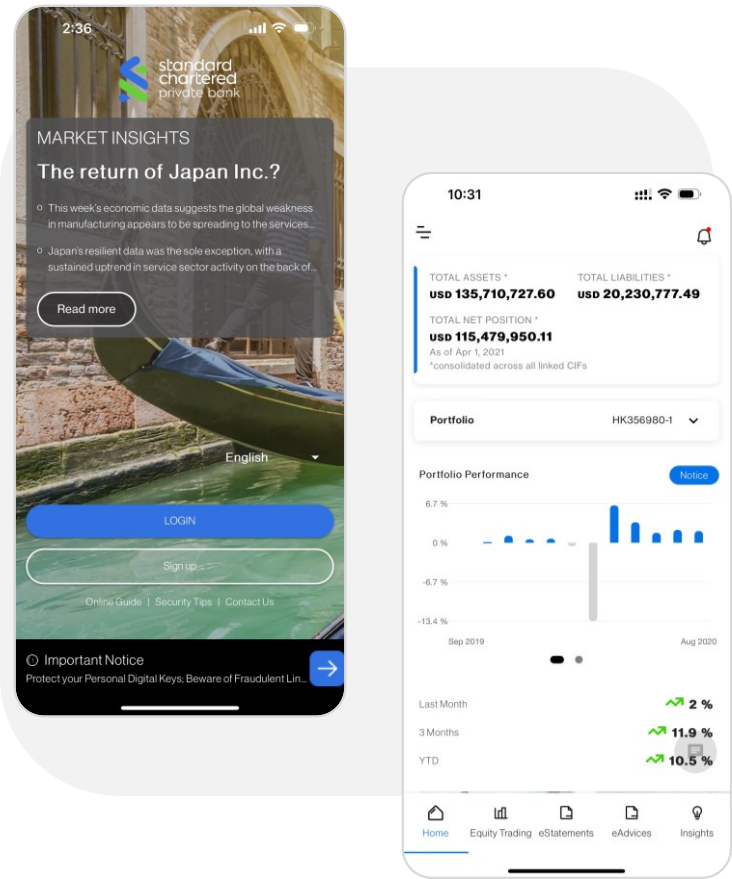 2:36
standard
chartered
private bank
MARKET INSIGHTS
The return of Japan Inc.?
This week's economic data suggests the global weakness
in manufacturing appears to be spreading to the services...
Japan's resilient data was the sole exception, with a
sustained uptrend in service sector activity on the back of...
Read more
English
LOGIN
Sign up
Online Guide | Security Tips | Contact Us
Important Notice
Protect your Personal Digital Keys; Beware of Fraudulent Lin...
10:31
TOTAL ASSETS * TOTAL LIABILITIES *
USD 135,710,727.60 USD 20,230,777.49
TOTAL NET POSITION *
USD 115,479,950.11
As of Apr 1, 2021
*consolidated across all linked CIFs
Portfolio HK356980-1
Portfolio Performance Notice
6.7 %
0 %
-6.7 %
-13.4 %
Sep 2019 Aug 2020
Last Month 2 %
3 Months 11.9 %
YTD 10.5 %
Home Equity Trading eStatements eAdvices Insights